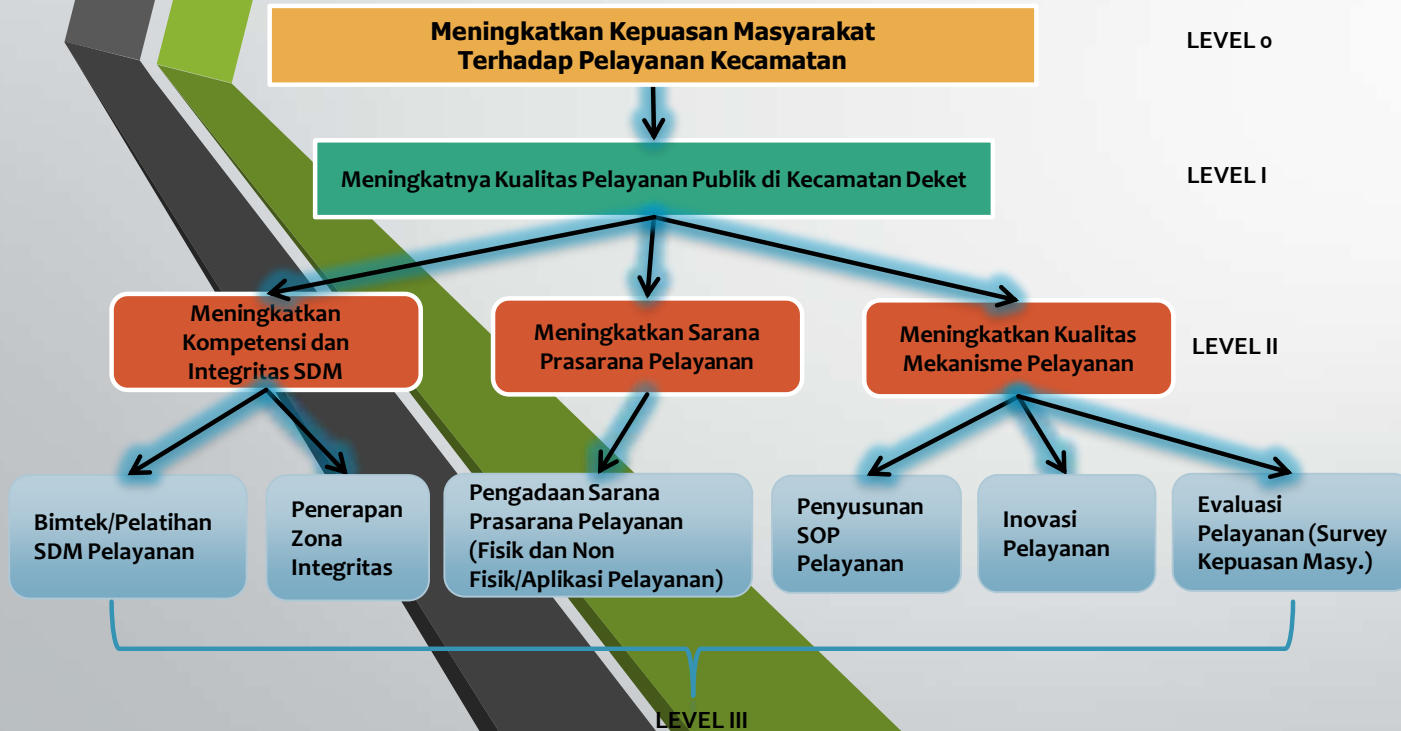 Meningkatkan Kepuasan Masyarakat
Terhadap Pelayanan Kecamatan
LEVEL 0
Meningkatnya Kualitas Pelayanan Publik di Kecamatan Deket
LEVEL I
Meningkatkan
Kompetensi dan
Integritas SDM
Meningkatkan Sarana
Prasarana Pelayanan
Meningkatkan Kualitas
Mekanisme Pelayanan
LEVEL II
Bimtek/Pelatihan
SDM Pelayanan
Penerapan
Zona
Integritas
Pengadaan Sarana
Prasarana Pelayanan
(Fisik dan Non
Fisik/Aplikasi Pelayanan)
Penyusunan
SOP
Pelayanan
Inovasi
Pelayanan
Evaluasi
Pelayanan (Survey
Kepuasan Masy.)
LEVEL III